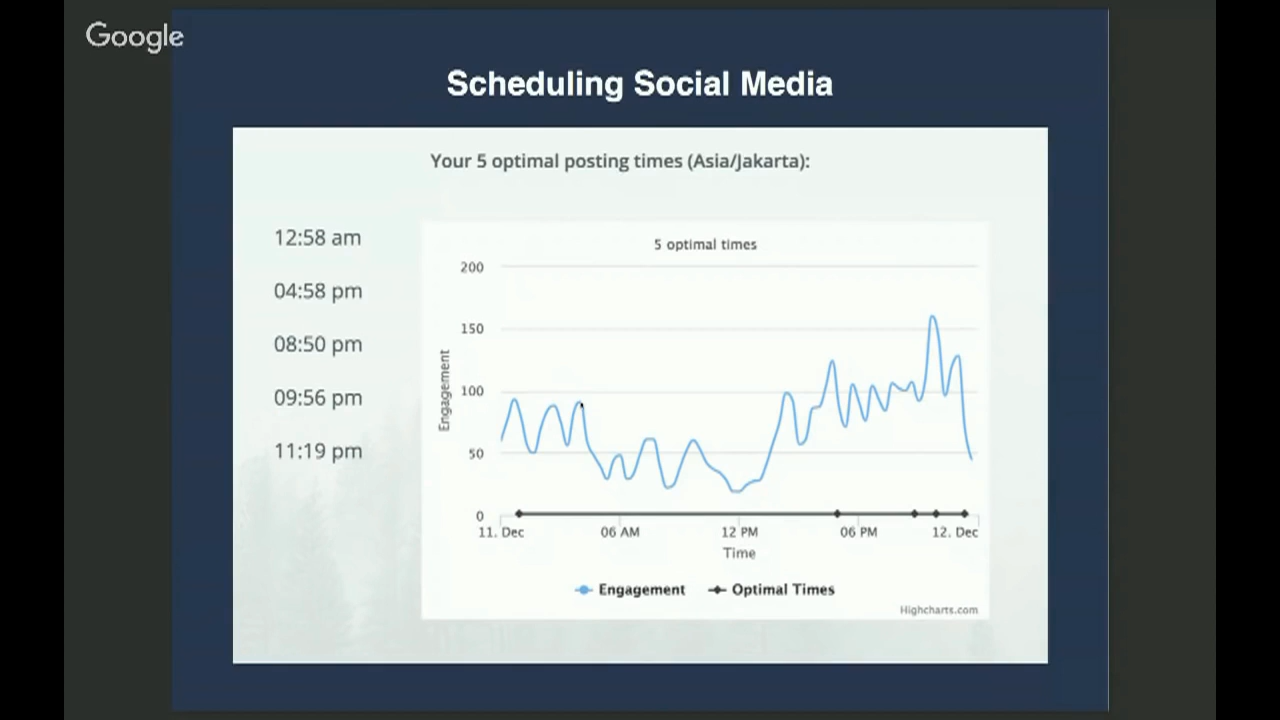 Google
Scheduling Social Media
Your 5 optimal posting times (Asia/Jakarta):
12:58 am
04:58 pm
08:50 pm
09:56 pm
11:19 pm
5 optimal times
200
150
100
50
0
Engagement
11. Dec
06 AM
12 PM
06 PM
12. Dec
Time
Engagement
Optimal Times
Highcharts.com